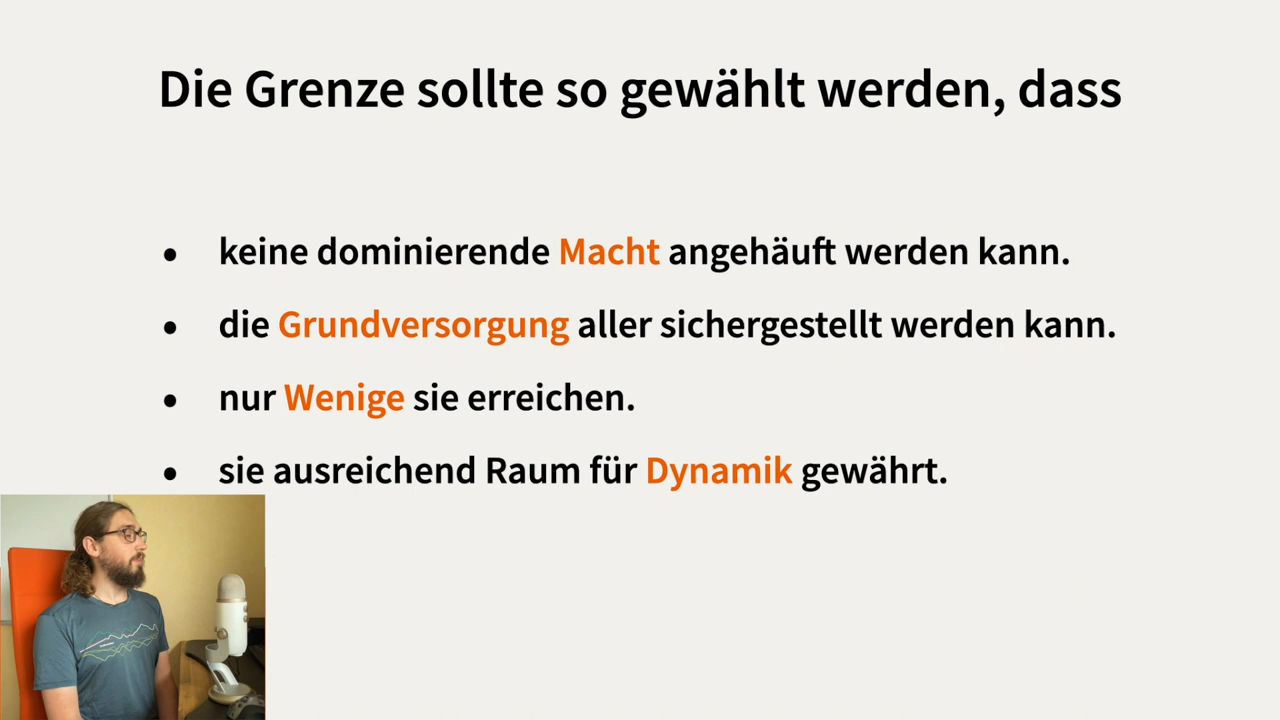 Die Grenze sollte so gewählt werden, dass
• keine dominierende Macht angehäuft werden kann.
• die Grundversorgung aller sichergestellt werden kann.
• nur Wenige sie erreichen.
• sie ausreichend Raum für Dynamik gewährt.